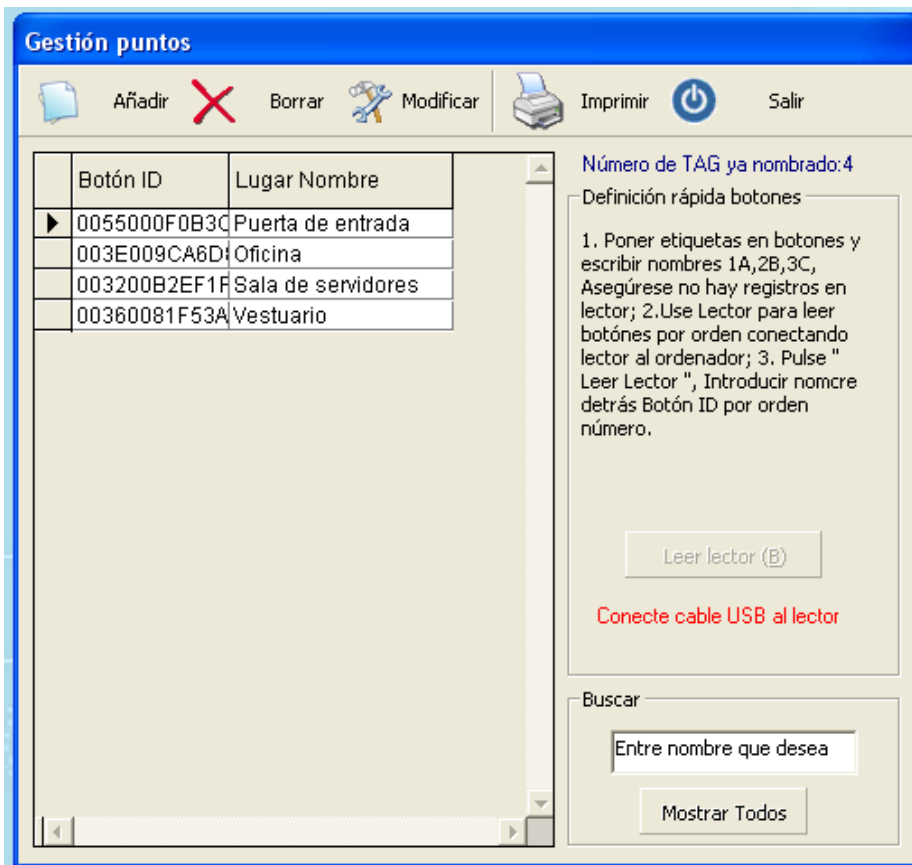 Gestión puntos
Añadir Borrar Modificar Imprimir Salir
Botón ID Lugar Nombre
0055000F0B3C Puerta de entrada
003E009CA6D Oficina
003200B2EF1F Sala de servidores
00360081F53A Vestuario
Número de TAG ya nombrado:4
Definición rápida botones
1. Poner etiquetas en botones y
escribir nombres 1A,2B,3C,
Asegúrese no hay registros en
lector; 2.Use Lector para leer
botónes por orden conectando
lector al ordenador; 3. Pulse "
Leer Lector ", Introducir nomcre
detrás Botón ID por orden
número.
Leer lector (B)
Conecte cable USB al lector
Buscar
Entre nombre que desea
Mostrar Todos